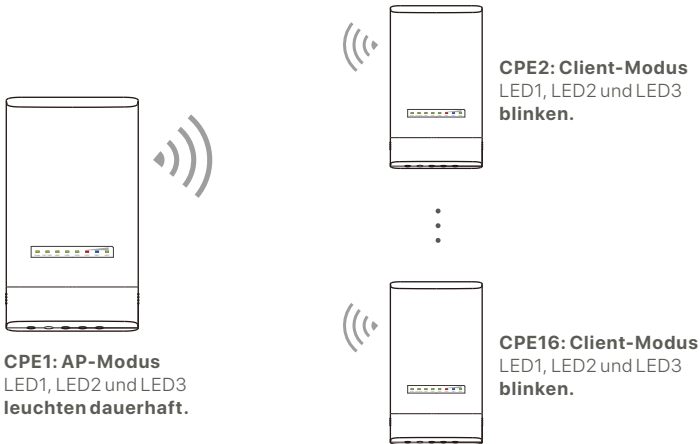 CPE2: Client-Modus
LED1, LED2 und LED3
blinken.
CPE1: AP-Modus
LED1, LED2 und LED3
leuchten dauerhaft.
CPE16: Client-Modus
LED1, LED2 und LED3
blinken.